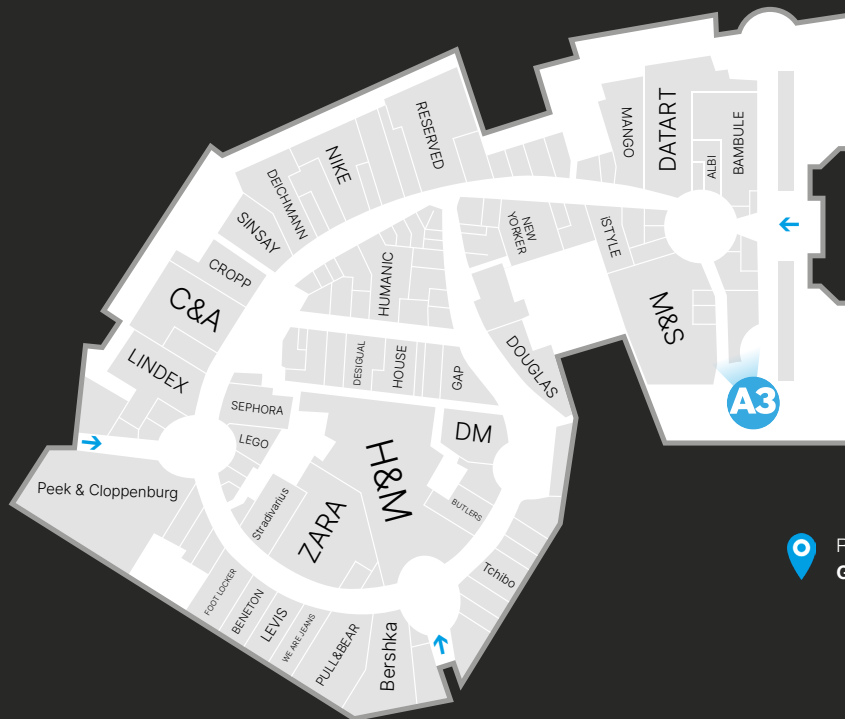 RESERVED
NIKE
DEICHMANN
SINSAY
CROPP
C&A
LINDEX
MANGO
DATART
ALBI
BAMBULE
NEW
YORKER
iSTYLE
M&S
A3
HUMANIC
DESIGUAL
HOUSE
GAP
DOUGLAS
SEPHORA
LEGO
DM
H&M
Peek & Cloppenburg
Stradivarius
ZARA
BUTLERS
Tchibo
FOOT LOCKER
BENETON
LEVIS
WE ARE JEANS
PULL&BEAR
Bershka
P
G